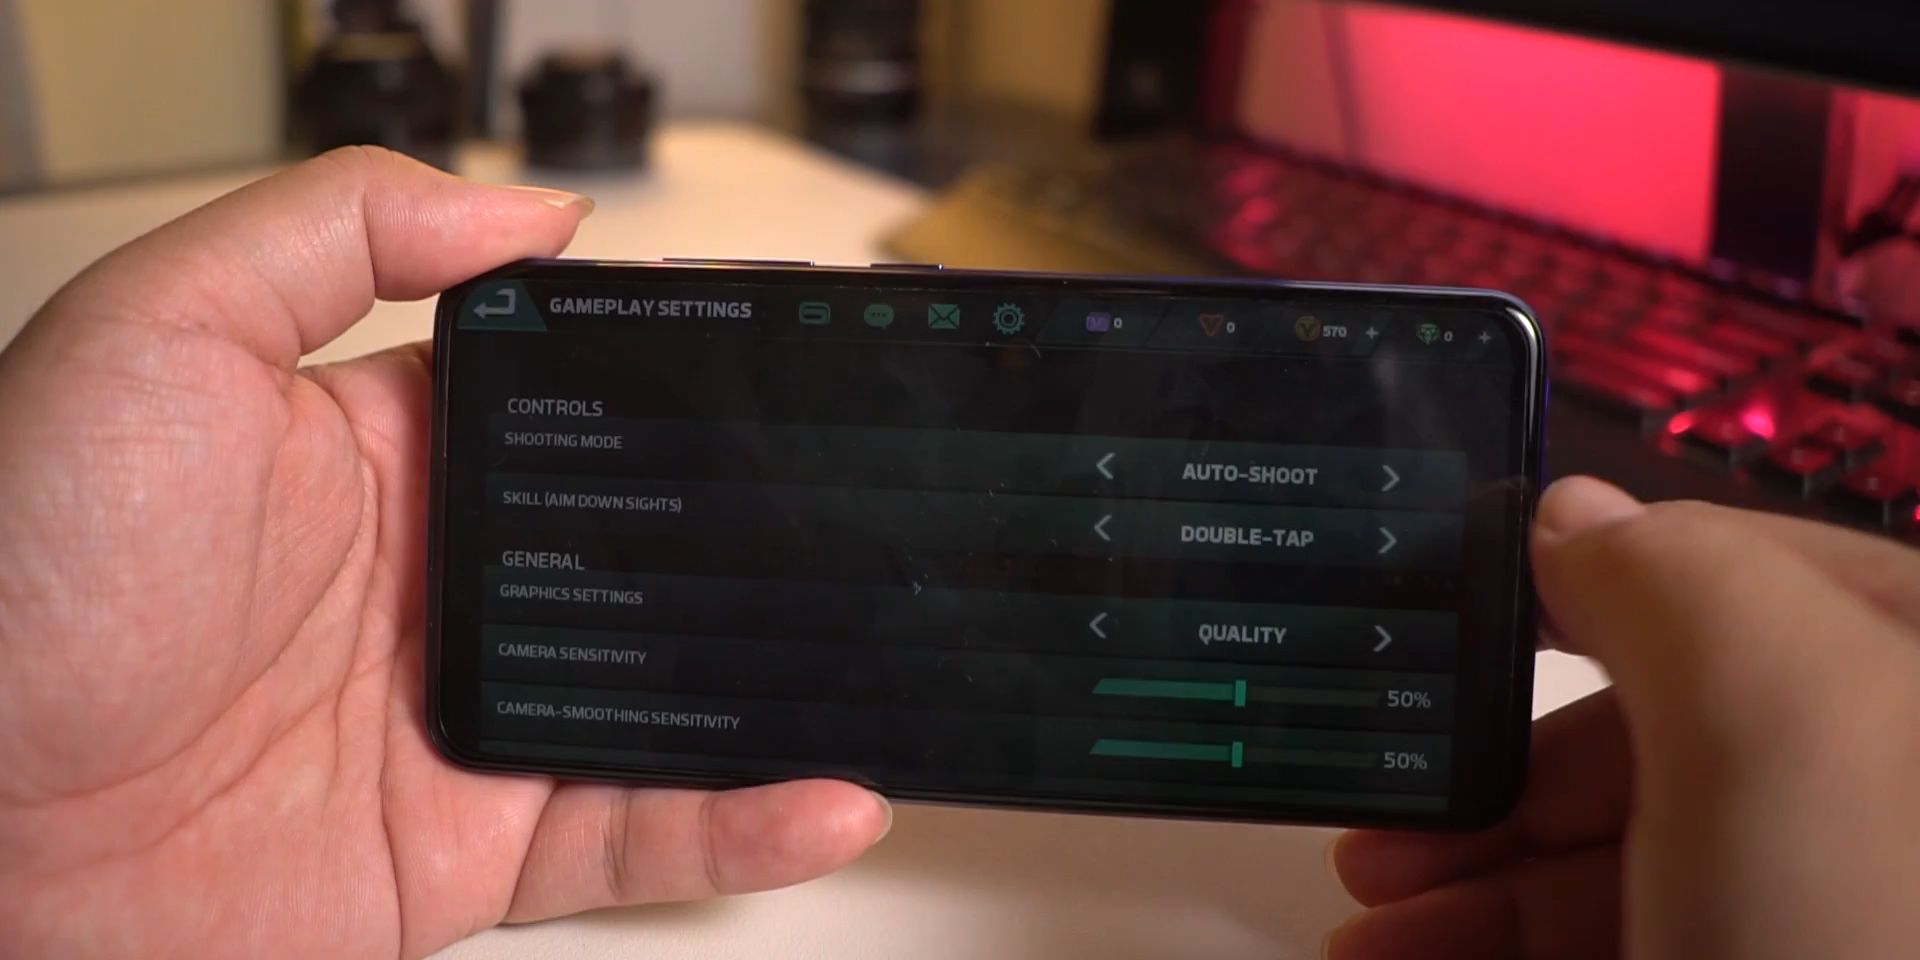 GAMEPLAY SETTINGS
0
0
570 +
0 +
CONTROLS
SHOOTING MODE
< AUTO-SHOOT >
SKILL (AIM DOWN SIGHTS)
< DOUBLE-TAP >
GENERAL
GRAPHICS SETTINGS
< QUALITY >
CAMERA SENSITIVITY
50%
CAMERA-SMOOTHING SENSITIVITY
50%